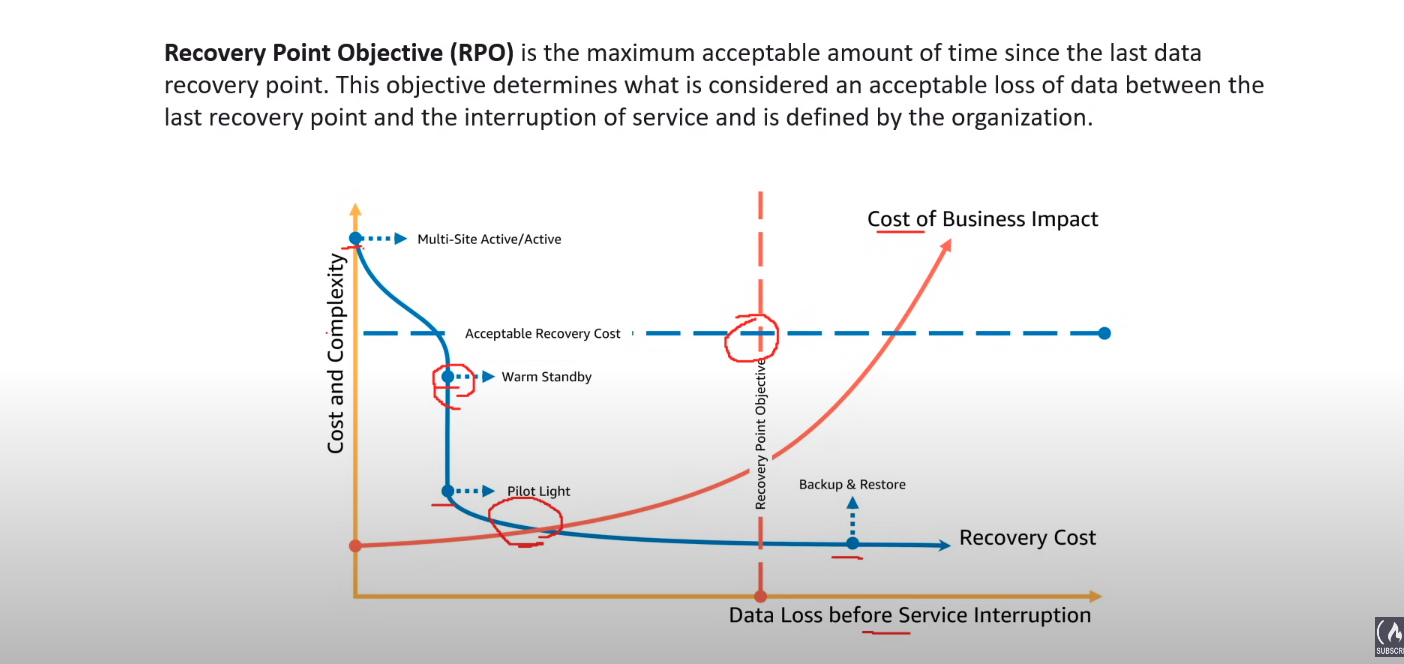 Recovery Point Objective (RPO) is the maximum acceptable amount of time since the last data
recovery point. This objective determines what is considered an acceptable loss of data between the
last recovery point and the interruption of service and is defined by the organization.
Cost of Business Impact
Multi-Site Active/Active
Cost and Complexity
Acceptable Recovery Cost
Warm Standby
Recovery Point Objective
Pilot Light
Backup & Restore
Recovery Cost
Data Loss before Service Interruption